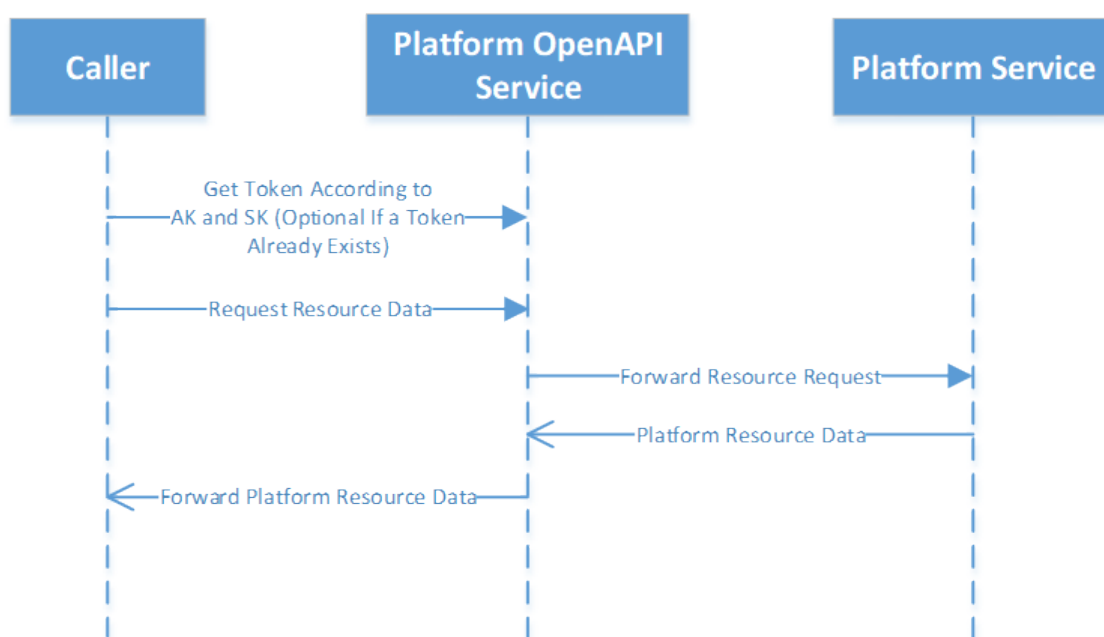 Caller
Platform OpenAPI
Service
Platform Service
Get Token According to
AK and SK (Optional If a Token
Already Exists)
Request Resource Data
Forward Resource Request
Platform Resource Data
Forward Platform Resource Data